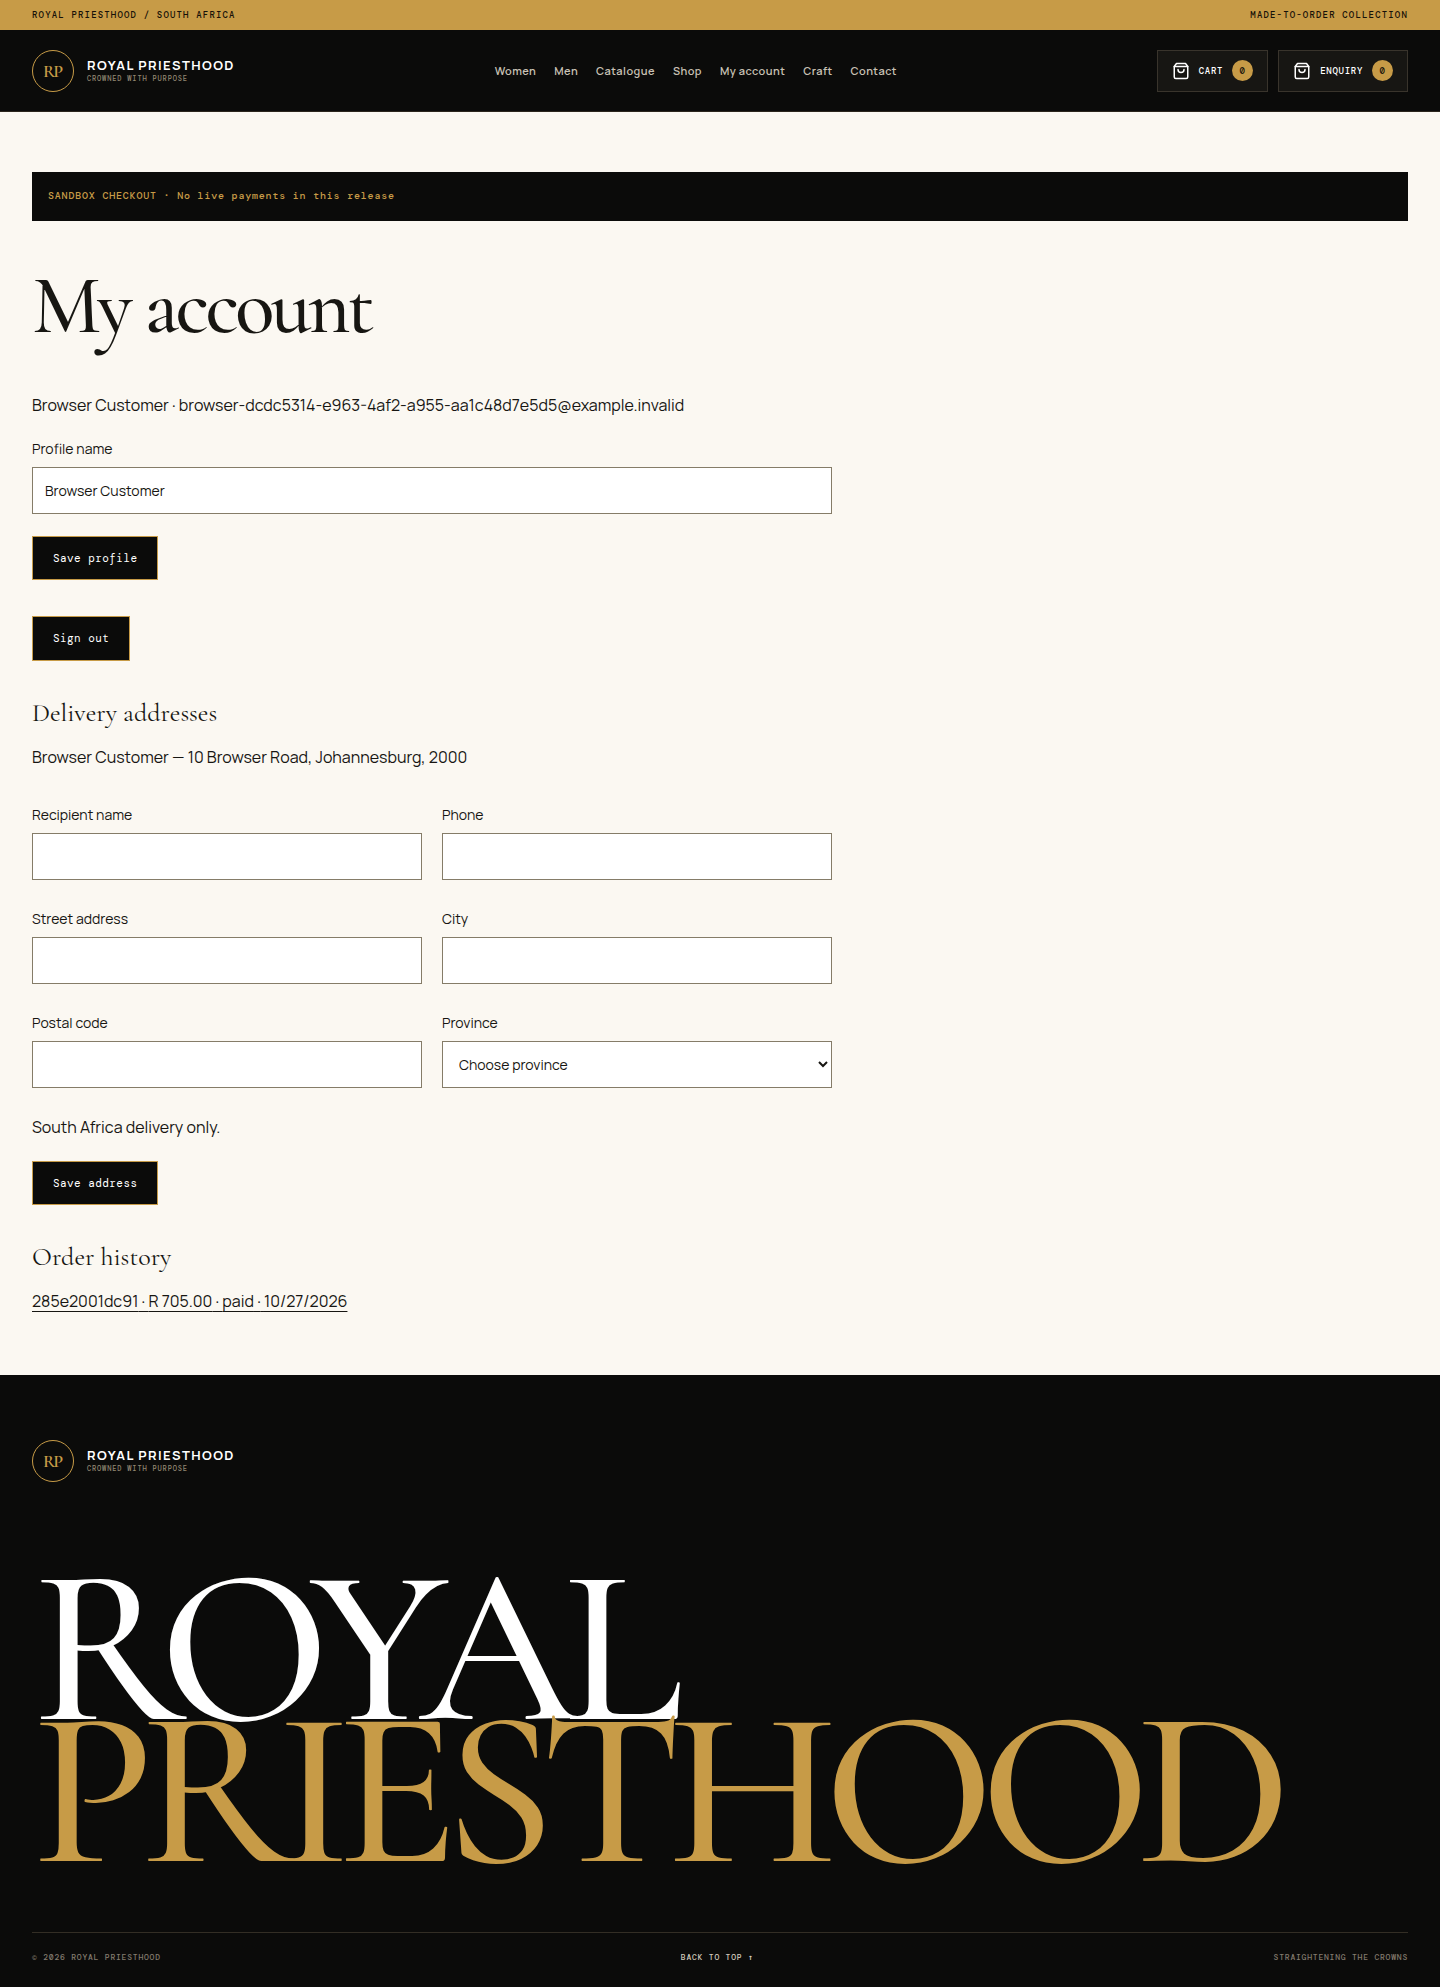 ROYAL PRIESTHOOD / SOUTH AFRICA
MADE-TO-ORDER COLLECTION
RP
ROYAL PRIESTHOOD
CROWNED WITH PURPOSE
Women Men Catalogue Shop My account Craft Contact
CART 0
ENQUIRY 0
SANDBOX CHECKOUT · No live payments in this release
My account
Browser Customer · browser-dcdc5314-e963-4af2-a955-aa1c48d7e5d5@example.invalid
Profile name
Browser Customer
Save profile
Sign out
Delivery addresses
Browser Customer — 10 Browser Road, Johannesburg, 2000
Recipient name
Phone
Street address
City
Postal code
Province
Choose province
South Africa delivery only.
Save address
Order history
285e2001dc91 · R 705.00 · paid · 10/27/2026
RP
ROYAL PRIESTHOOD
CROWNED WITH PURPOSE
ROYAL
PRIESTHOOD
© 2026 ROYAL PRIESTHOOD
BACK TO TOP ↑
STRAIGHTENING THE CROWNS